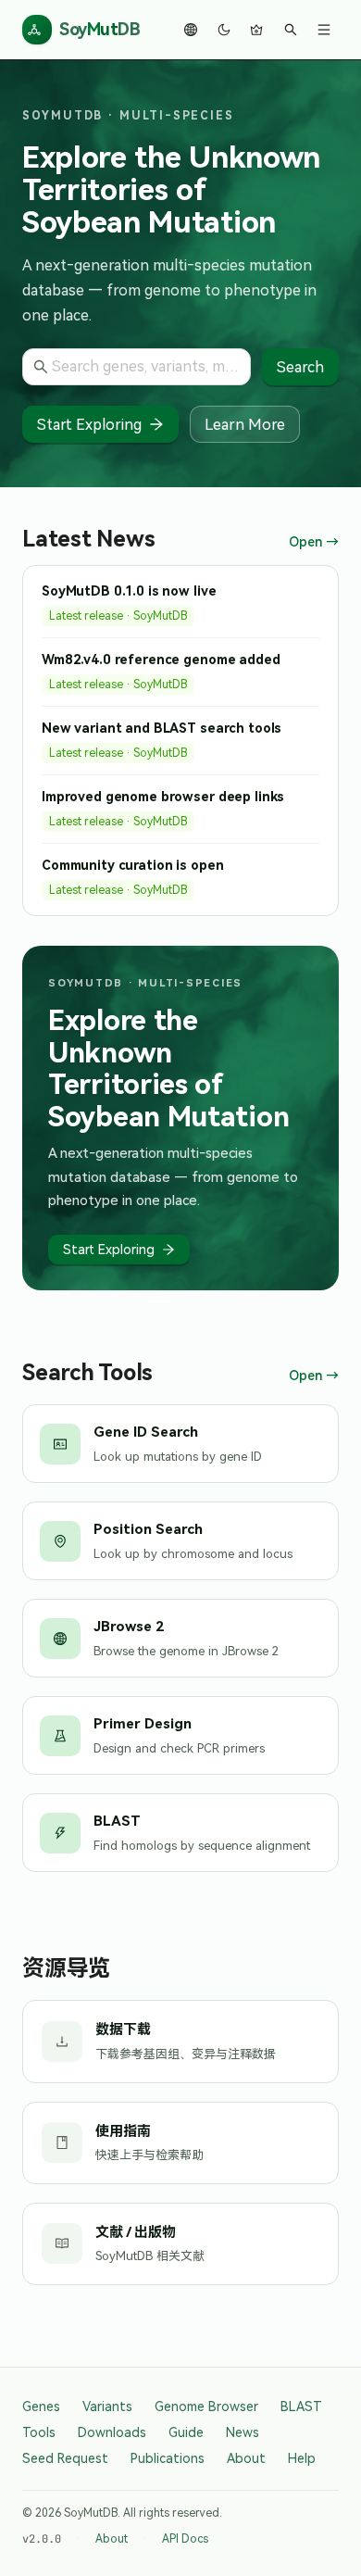 SoyMutDB
SOYMUTDB · MULTI-SPECIES
Explore the Unknown
Territories of
Soybean Mutation
A next-generation multi-species mutation
database — from genome to phenotype in
one place.
Search genes, variants, m...
Search
Start Exploring →
Learn More
Latest News
Open →
SoyMutDB 0.1.0 is now live
Latest release · SoyMutDB
Wm82.v4.0 reference genome added
Latest release · SoyMutDB
New variant and BLAST search tools
Latest release · SoyMutDB
Improved genome browser deep links
Latest release · SoyMutDB
Community curation is open
Latest release · SoyMutDB
SOYMUTDB · MULTI-SPECIES
Explore the
Unknown
Territories of
Soybean Mutation
A next-generation multi-species
mutation database — from genome to
phenotype in one place.
Start Exploring →
Search Tools
Open →
Gene ID Search
Look up mutations by gene ID
Position Search
Look up by chromosome and locus
JBrowse 2
Browse the genome in JBrowse 2
Primer Design
Design and check PCR primers
BLAST
Find homologs by sequence alignment
资源导览
数据下载
下载参考基因组、变异与注释数据
使用指南
快速上手与检索帮助
文献 / 出版物
SoyMutDB 相关文献
Genes Variants Genome Browser BLAST
Tools Downloads Guide News
Seed Request Publications About Help
© 2026 SoyMutDB. All rights reserved.
v2.0.0 · About · API Docs